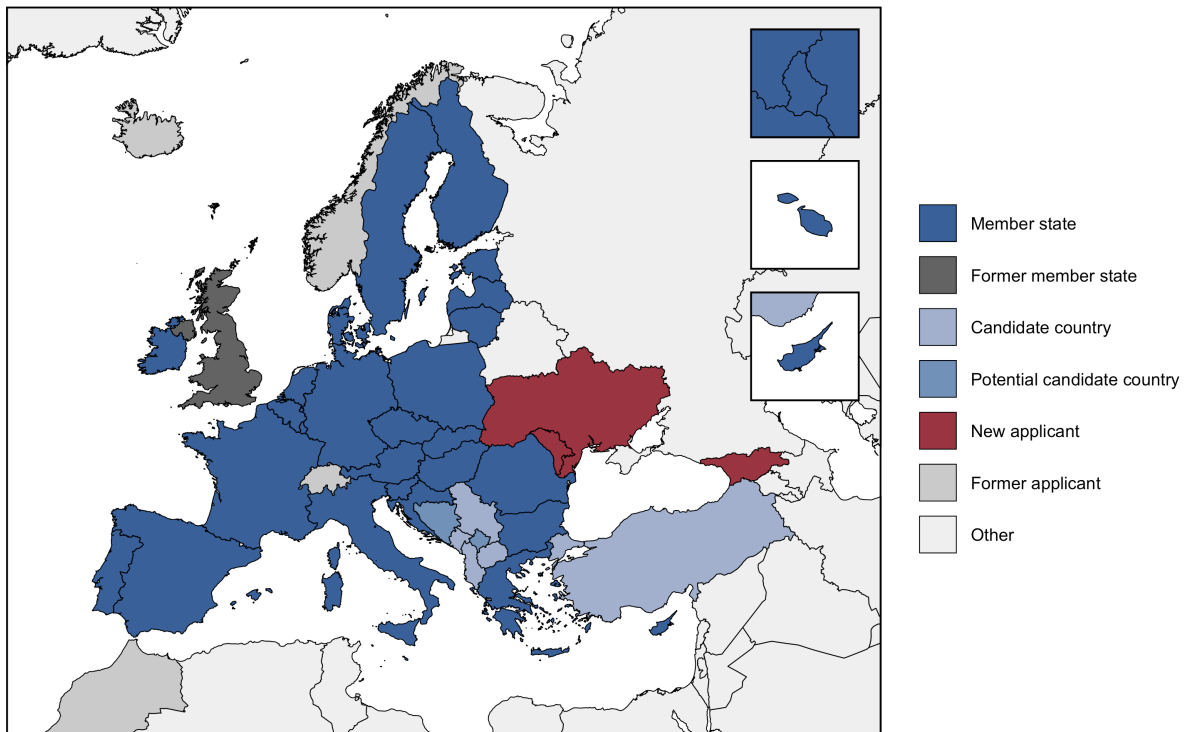 Member state
Former member state
Candidate country
Potential candidate country
New applicant
Former applicant
Other